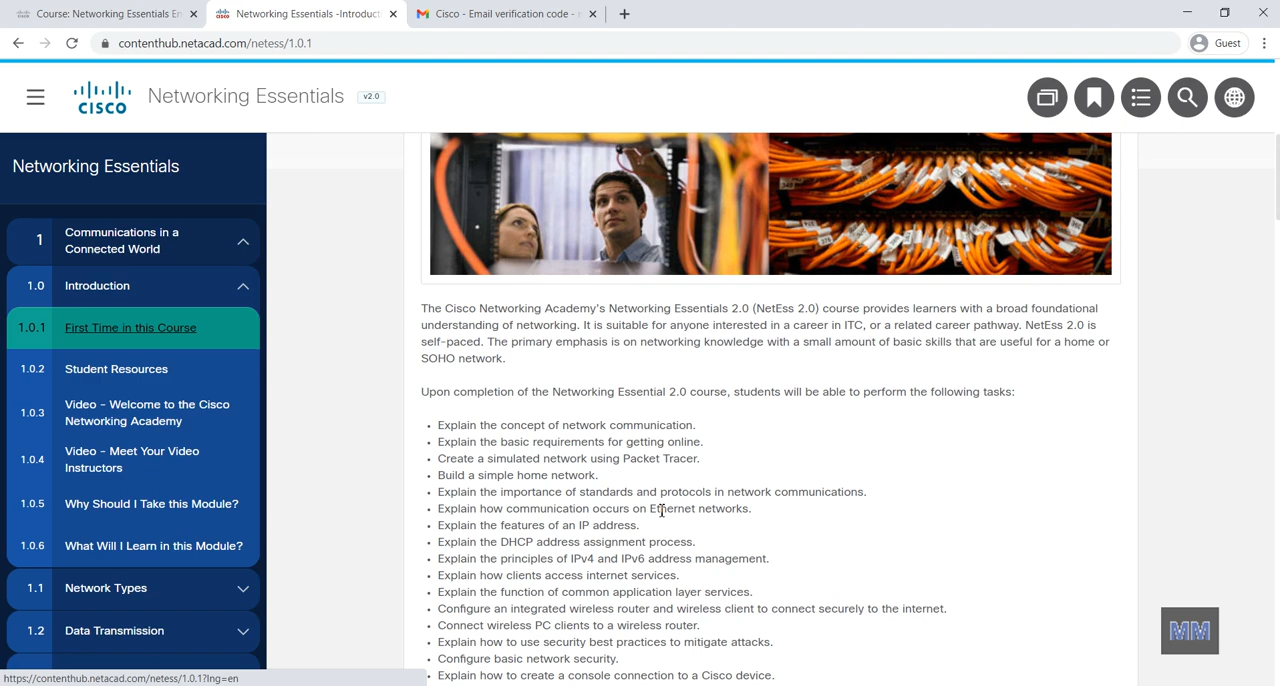 Course: Networking Essentials En
Networking Essentials -Introducti
Cisco - Email verification code - n
contenthub.netacad.com/netess/1.0.1
Guest
CISCO
Networking Essentials
v2.0
Networking Essentials
1
Communications in a
Connected World
1.0
Introduction
1.0.1
First Time in this Course
1.0.2
Student Resources
1.0.3
Video – Welcome to the Cisco
Networking Academy
1.0.4
Video – Meet Your Video
Instructors
1.0.5
Why Should I Take this Module?
1.0.6
What Will I Learn in this Module?
1.1
Network Types
1.2
Data Transmission
https://contenthub.netacad.com/netess/1.0.1?lng=en
The Cisco Networking Academy's Networking Essentials 2.0 (NetEss 2.0) course provides learners with a broad foundational
understanding of networking. It is suitable for anyone interested in a career in ITC, or a related career pathway. NetEss 2.0 is
self-paced. The primary emphasis is on networking knowledge with a small amount of basic skills that are useful for a home or
SOHO network.
Upon completion of the Networking Essential 2.0 course, students will be able to perform the following tasks:
• Explain the concept of network communication.
• Explain the basic requirements for getting online.
• Create a simulated network using Packet Tracer.
• Build a simple home network.
• Explain the importance of standards and protocols in network communications.
• Explain how communication occurs on Ethernet networks.
• Explain the features of an IP address.
• Explain the DHCP address assignment process.
• Explain the principles of IPv4 and IPv6 address management.
• Explain how clients access internet services.
• Explain the function of common application layer services.
• Configure an integrated wireless router and wireless client to connect securely to the internet.
• Connect wireless PC clients to a wireless router.
• Explain how to use security best practices to mitigate attacks.
• Configure basic network security.
• Explain how to create a console connection to a Cisco device.
MM